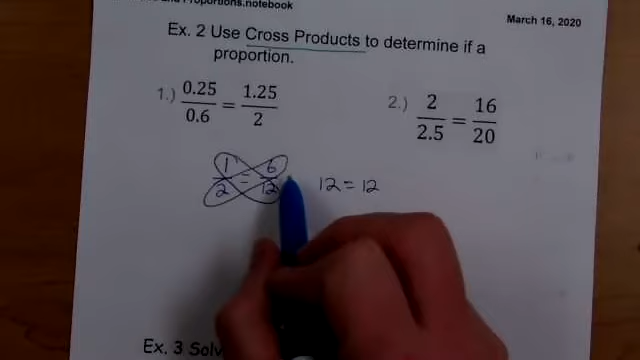 and Proportions.notebook
March 16, 2020
Ex. 2 Use Cross Products to determine if a
proportion.
1.) 0.25/0.6 = 1.25/2
2.) 2/2.5 = 16/20
1/2 = 6/12 12 = 12
Ex. 3 Solv